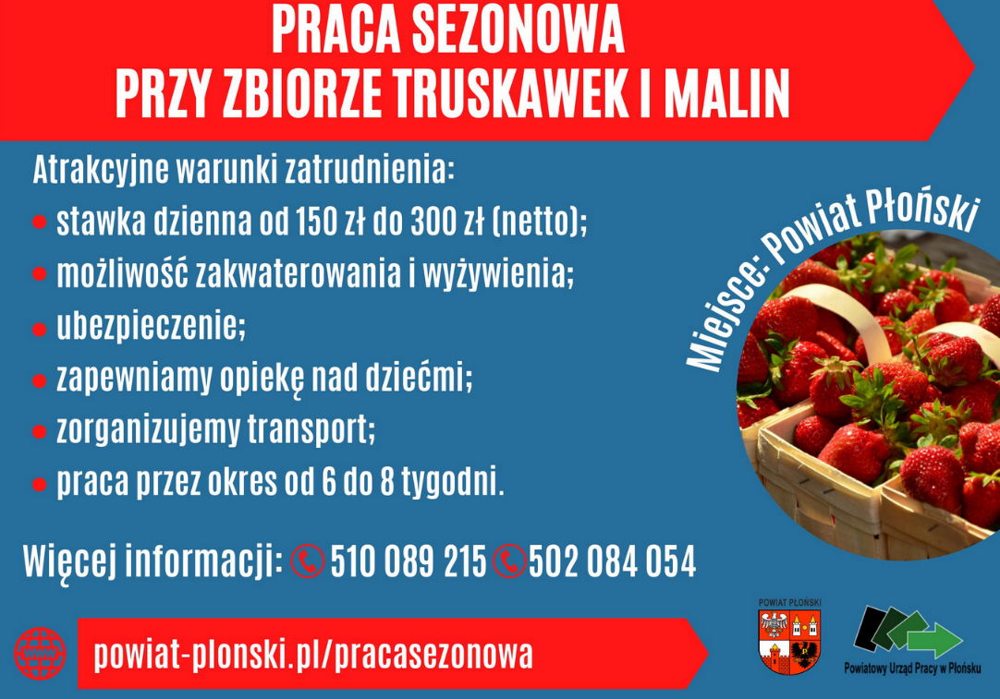 PRACA SEZONOWA
PRZY ZBIORZE TRUSKAWEK I MALIN
Atrakcyjne warunki zatrudnienia:
stawka dzienna od 150 zł do 300 zł (netto);
możliwość zakwaterowania i wyżywienia;
ubezpieczenie;
zapewniamy opiekę nad dziećmi;
zorganizujemy transport;
praca przez okres od 6 do 8 tygodni.
Miejsce: Powiat Płoński
Więcej informacji: 510 089 215 502 084 054
www
powiat-plonski.pl/pracasezonowa
POWIAT PŁOŃSKI
P
Powiatowy Urząd Pracy w Płońsku